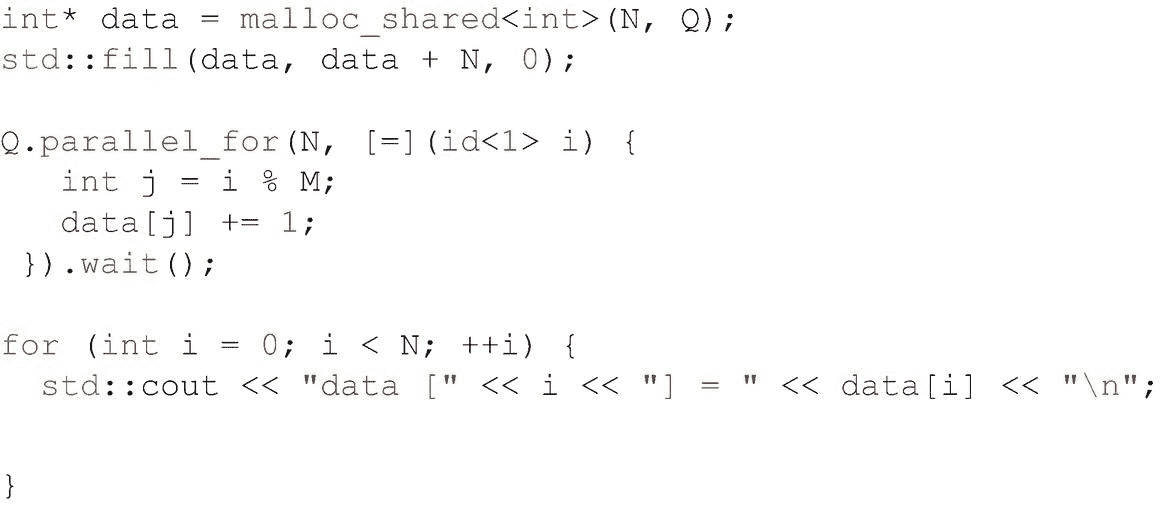 int* data = malloc_shared<int>(N, Q);
std::fill(data, data + N, 0);

Q.parallel_for(N, [=](id<1> i) {
   int j = i % M;
   data[j] += 1;
 }).wait();

for (int i = 0; i < N; ++i) {
  std::cout << "data [" << i << "] = " << data[i] << "\n";

}